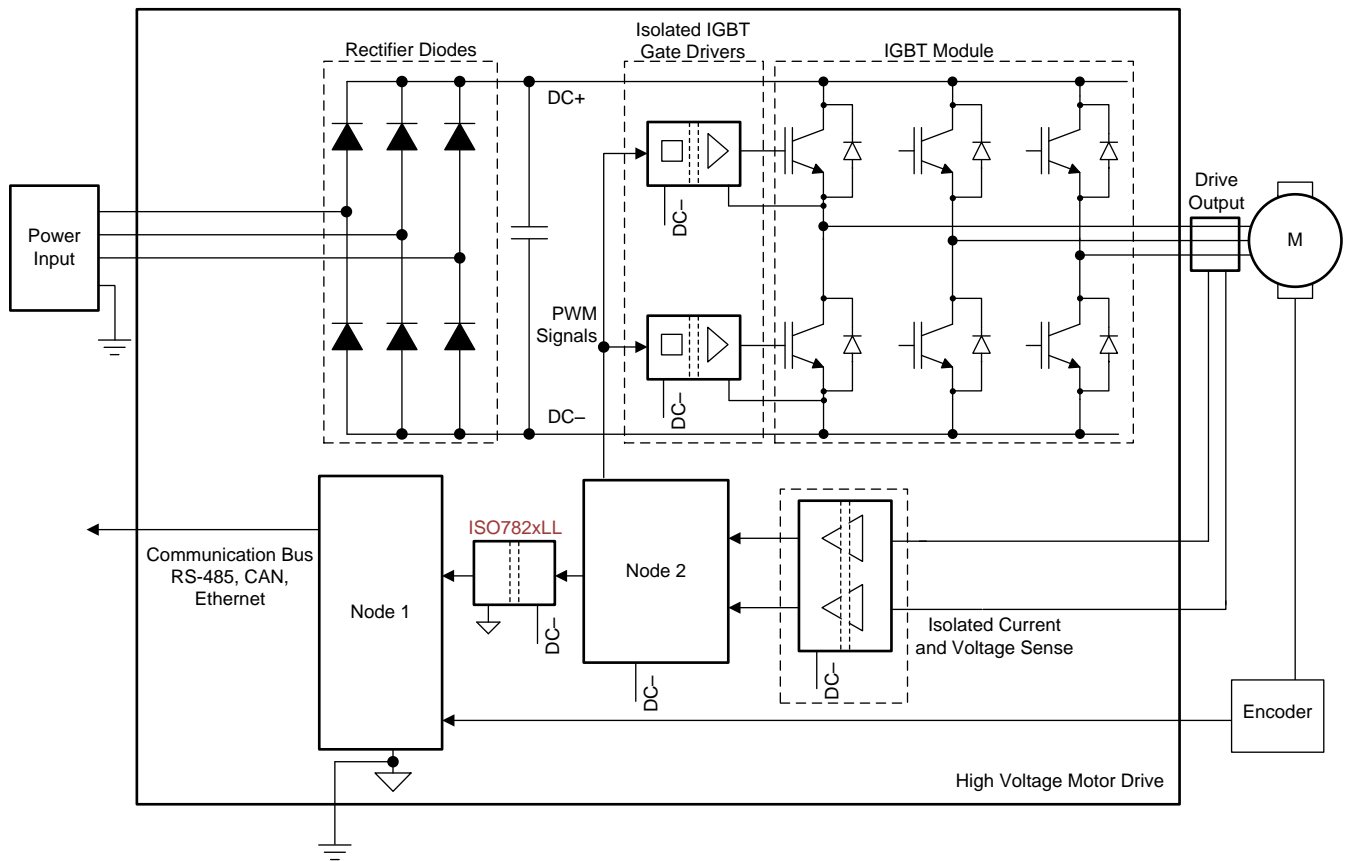 Isolated IGBT
Gate Drivers
Rectifier Diodes
IGBT Module
DC+
Power
Input
DC–
Drive
Output
M
PWM
Signals
DC–
DC–
Communication Bus
RS-485, CAN,
Ethernet
Node 1
ISO782xLL
DC–
Node 2
DC–
DC–
Isolated Current
and Voltage Sense
Encoder
High Voltage Motor Drive